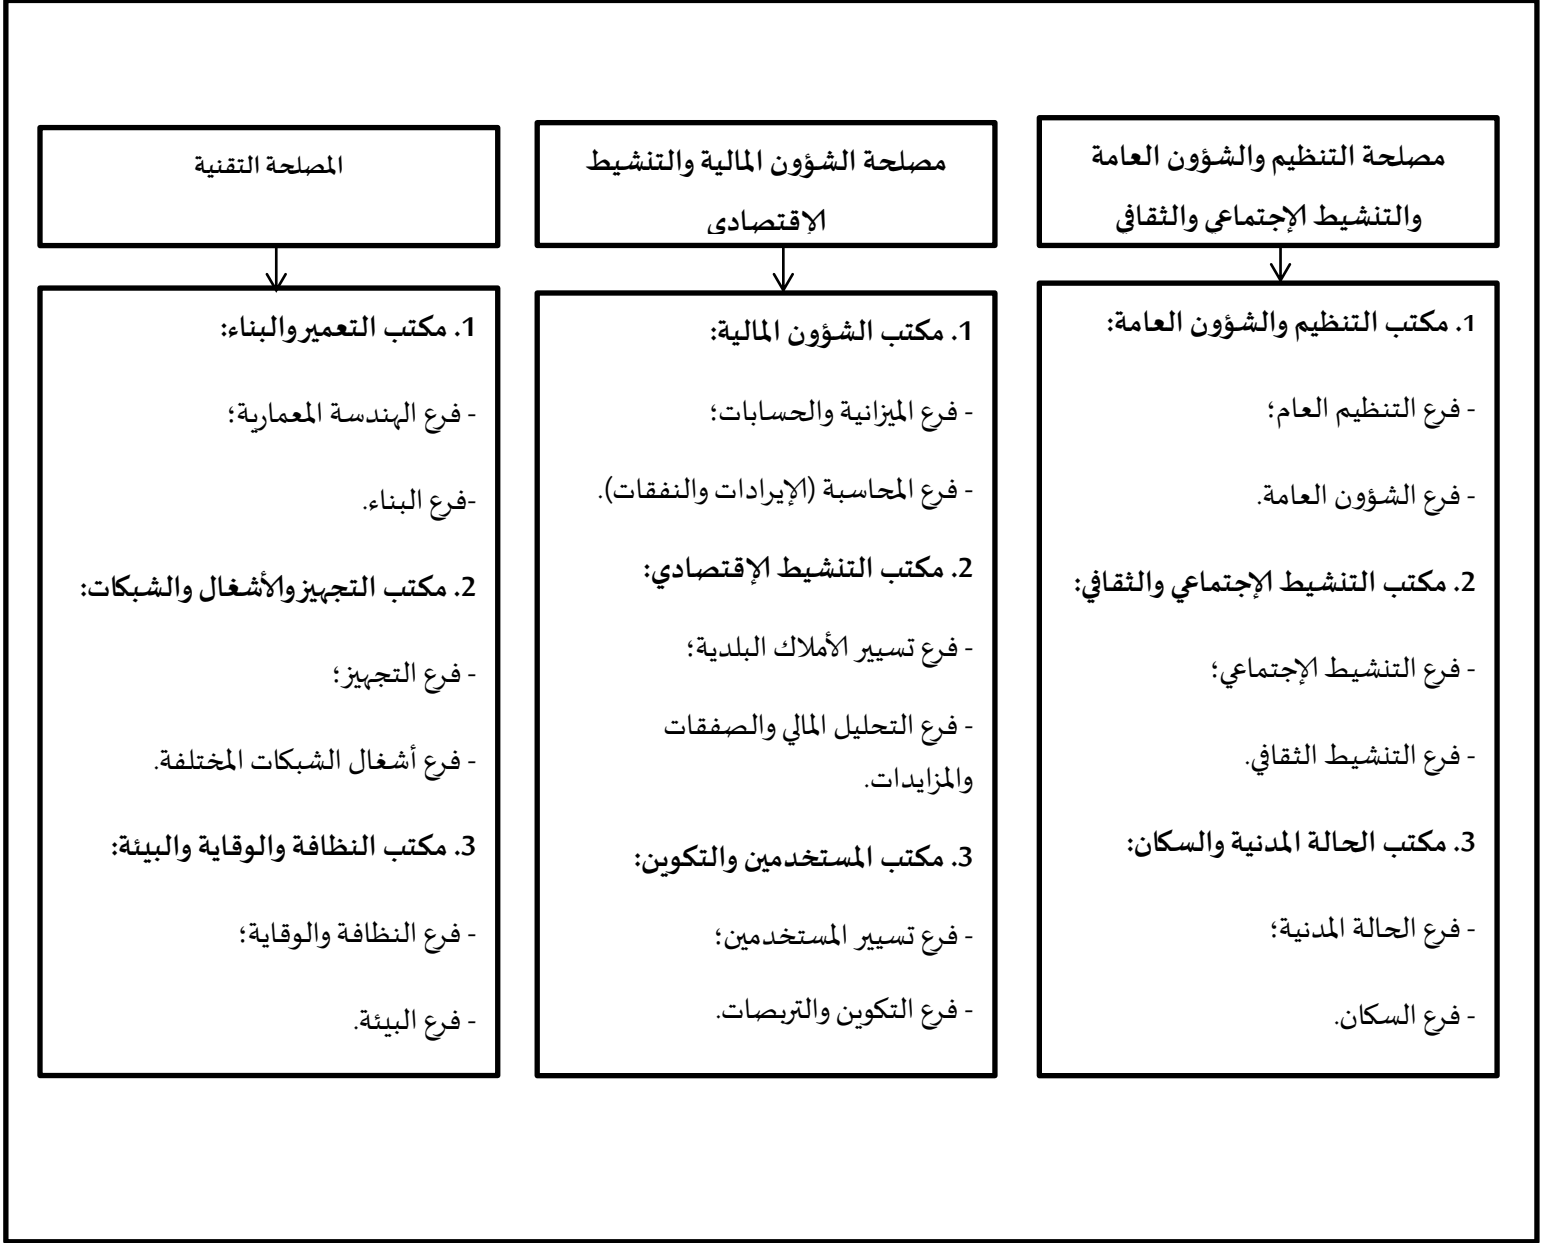 مصلحة التنظيم والشؤون العامة
والتنشيط الإجتماعي والثقافي
1. مكتب التنظيم والشؤون العامة:
- فرع التنظيم العام؛
- فرع الشؤون العامة.
2. مكتب التنشيط الإجتماعي والثقافي:
- فرع التنشيط الإجتماعي؛
- فرع التنشيط الثقافي.
3. مكتب الحالة المدنية والسكان:
- فرع الحالة المدنية؛
- فرع السكان.
مصلحة الشؤون المالية والتنشيط
الإقتصادي
1. مكتب الشؤون المالية:
- فرع الميزانية والحسابات؛
- فرع المحاسبة (الإيرادات والنفقات).
2. مكتب التنشيط الإقتصادي:
- فرع تسيير الأملاك البلدية؛
- فرع التحليل المالي والصفقات
والمزايدات.
3. مكتب المستخدمين والتكوين:
- فرع تسيير المستخدمين؛
- فرع التكوين والتربصات.
المصلحة التقنية
1. مكتب التعمير والبناء:
- فرع الهندسة المعمارية؛
-فرع البناء.
2. مكتب التجهيز والأشغال والشبكات:
- فرع التجهيز؛
- فرع أشغال الشبكات المختلفة.
3. مكتب النظافة والوقاية والبيئة:
- فرع النظافة والوقاية؛
- فرع البيئة.